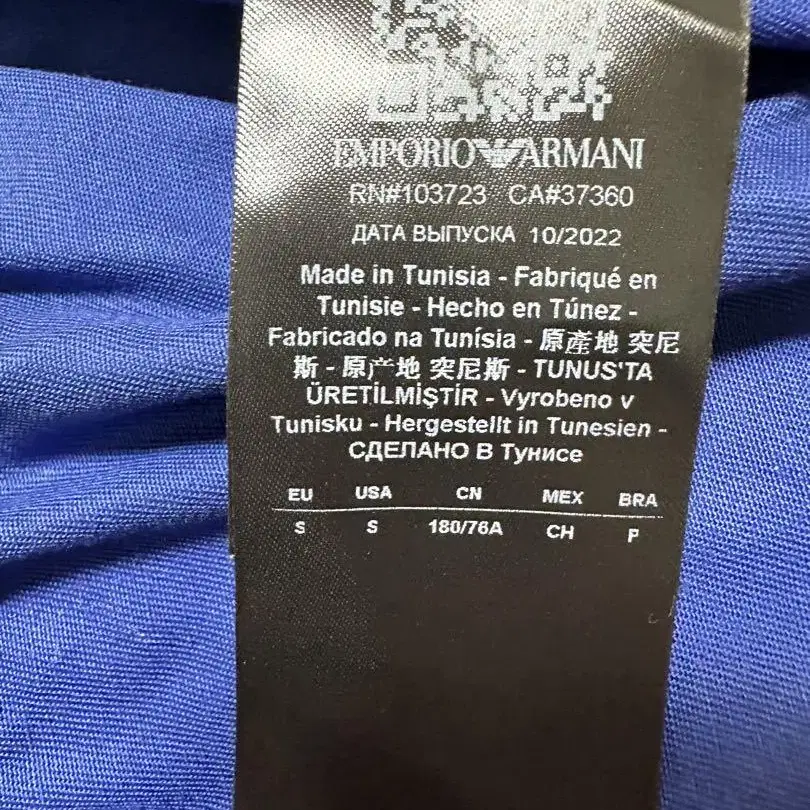 EMPORIO ARMANI
RN#103723 CA#37360
ДАТА ВЫПУСКА 10/2022
Made in Tunisia - Fabriqué en
Tunisie - Hecho en Túnez -
Fabricado na Tunísia - 原產地 突尼
斯 - 原产地 突尼斯 - TUNUS'TA
ÜRETİLMİŞTİR - Vyrobeno v
Tunisku - Hergestellt in Tunesien -
СДЕЛАНО В Тунисе
EU USA CN MEX BRA
S S 180/76A CH P